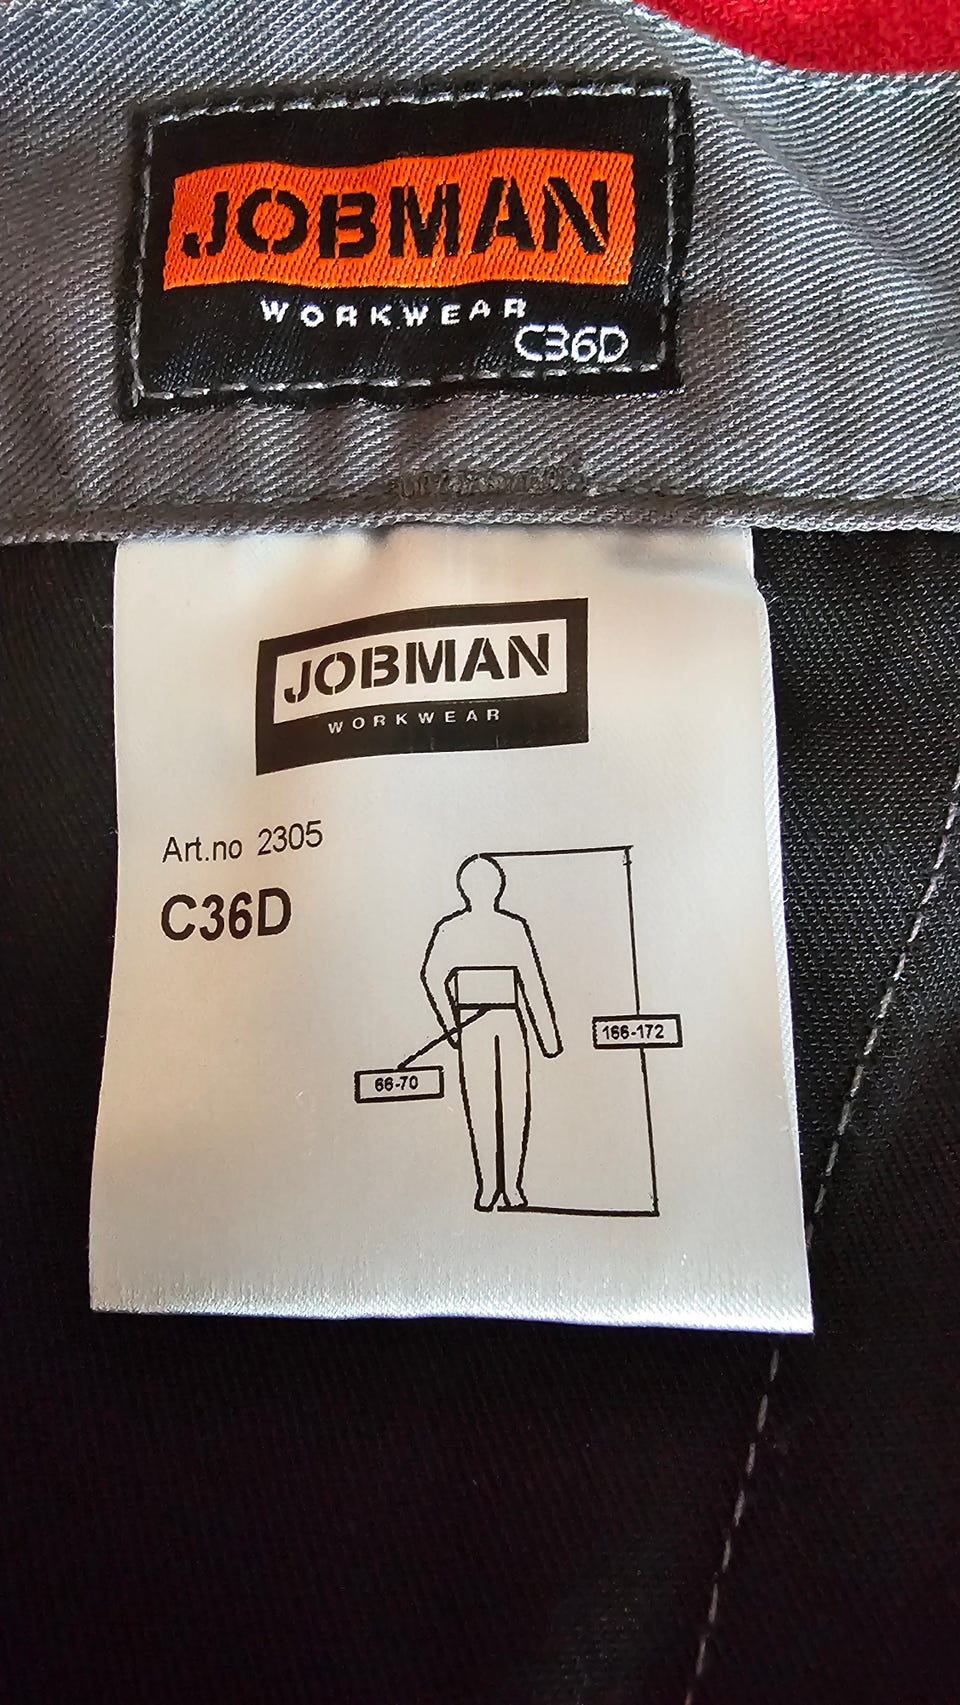 JOBMAN
WORKWEAR
C36D
JOBMAN
WORKWEAR
Art.no 2305
C36D
166-172
66-70